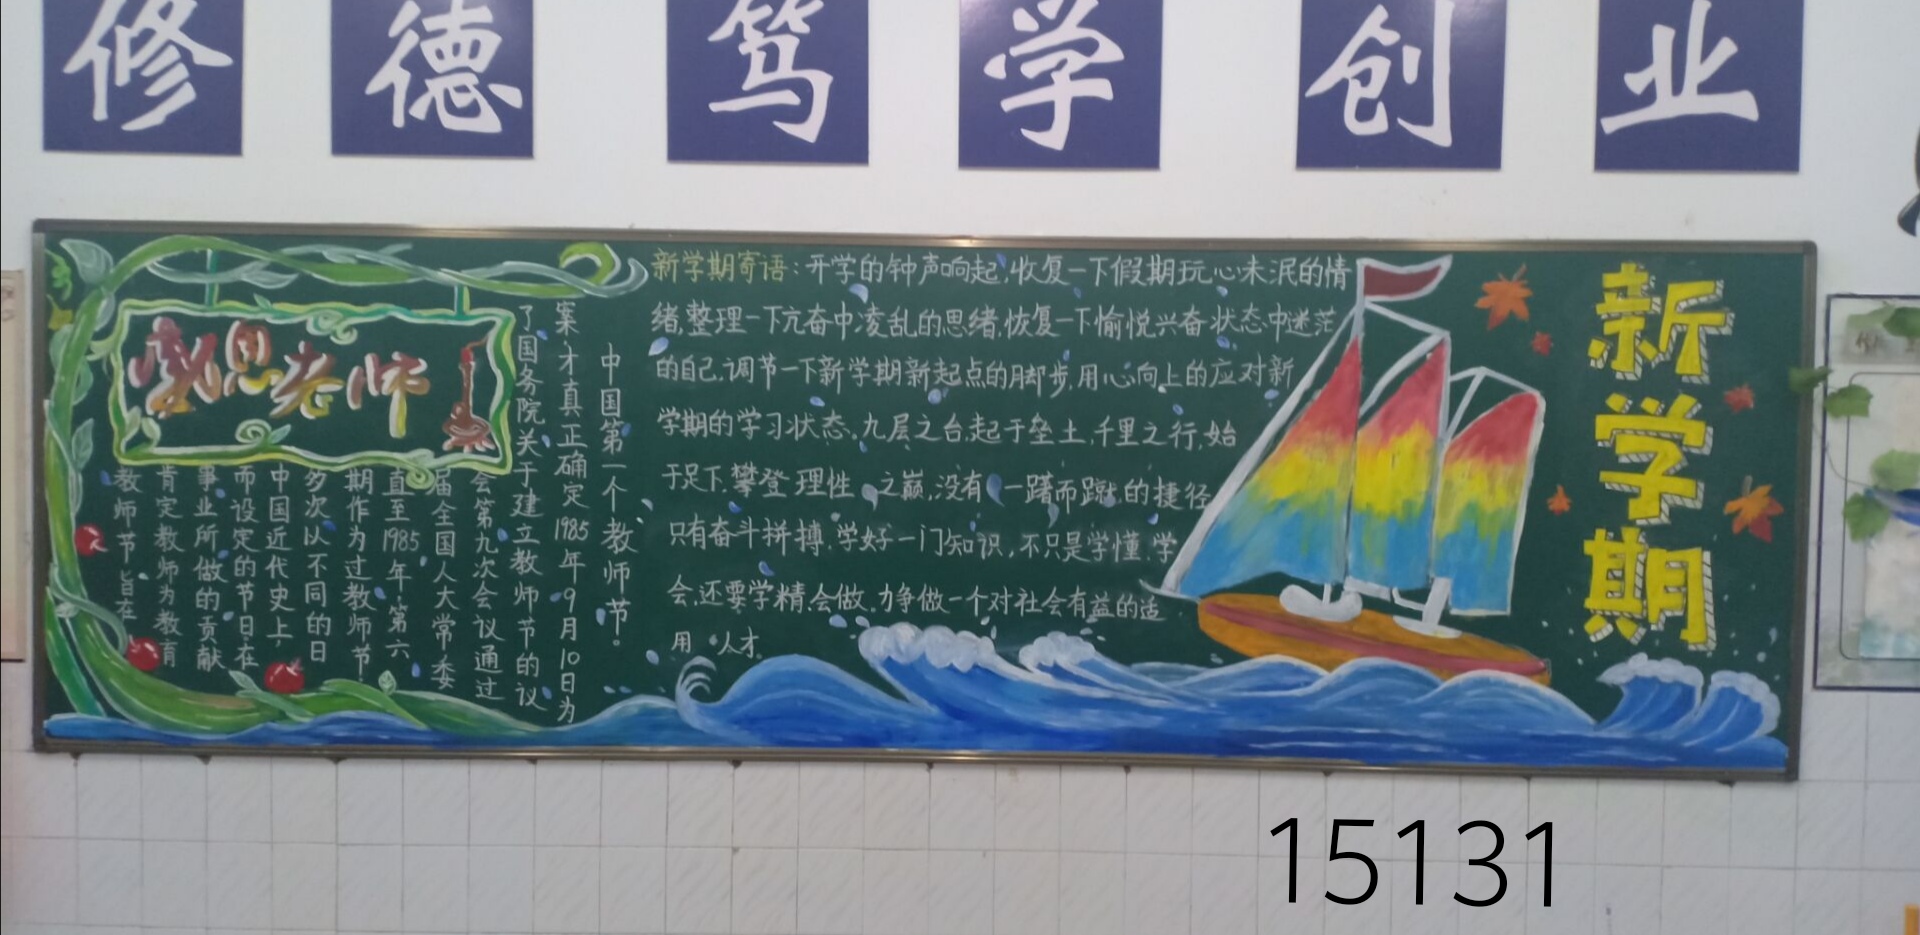 修德笃学创业
感恩老师
教师节,旨在
肯定教师为教育
事业所做的贡献
而设定的节日在
中国近代史上,
多次以不同的日
期作为过教师节
直至1985年第六
届全国人大常委
会第九次会议通过
了国务院关于建立教师节的议
案,才真正确定1985年9月10日为
中国第一个教师节。
新学期寄语:开学的钟声响起,收复一下假期玩心未泯的情
绪,整理一下亢奋中凌乱的思绪,恢复一下愉悦兴奋状态中迷茫
的自己,调节一下新学期新起点的脚步,用心向上的应对新
学期的学习状态。九层之台,起于垒土,千里之行,始
于足下,攀登理性之巅,没有一蹴而蹴的捷径
只有奋斗拼搏,学好一门知识,不只是学懂,学
会,还要学精,会做,力争做一个对社会有益的适
用人才。
新学期
15131